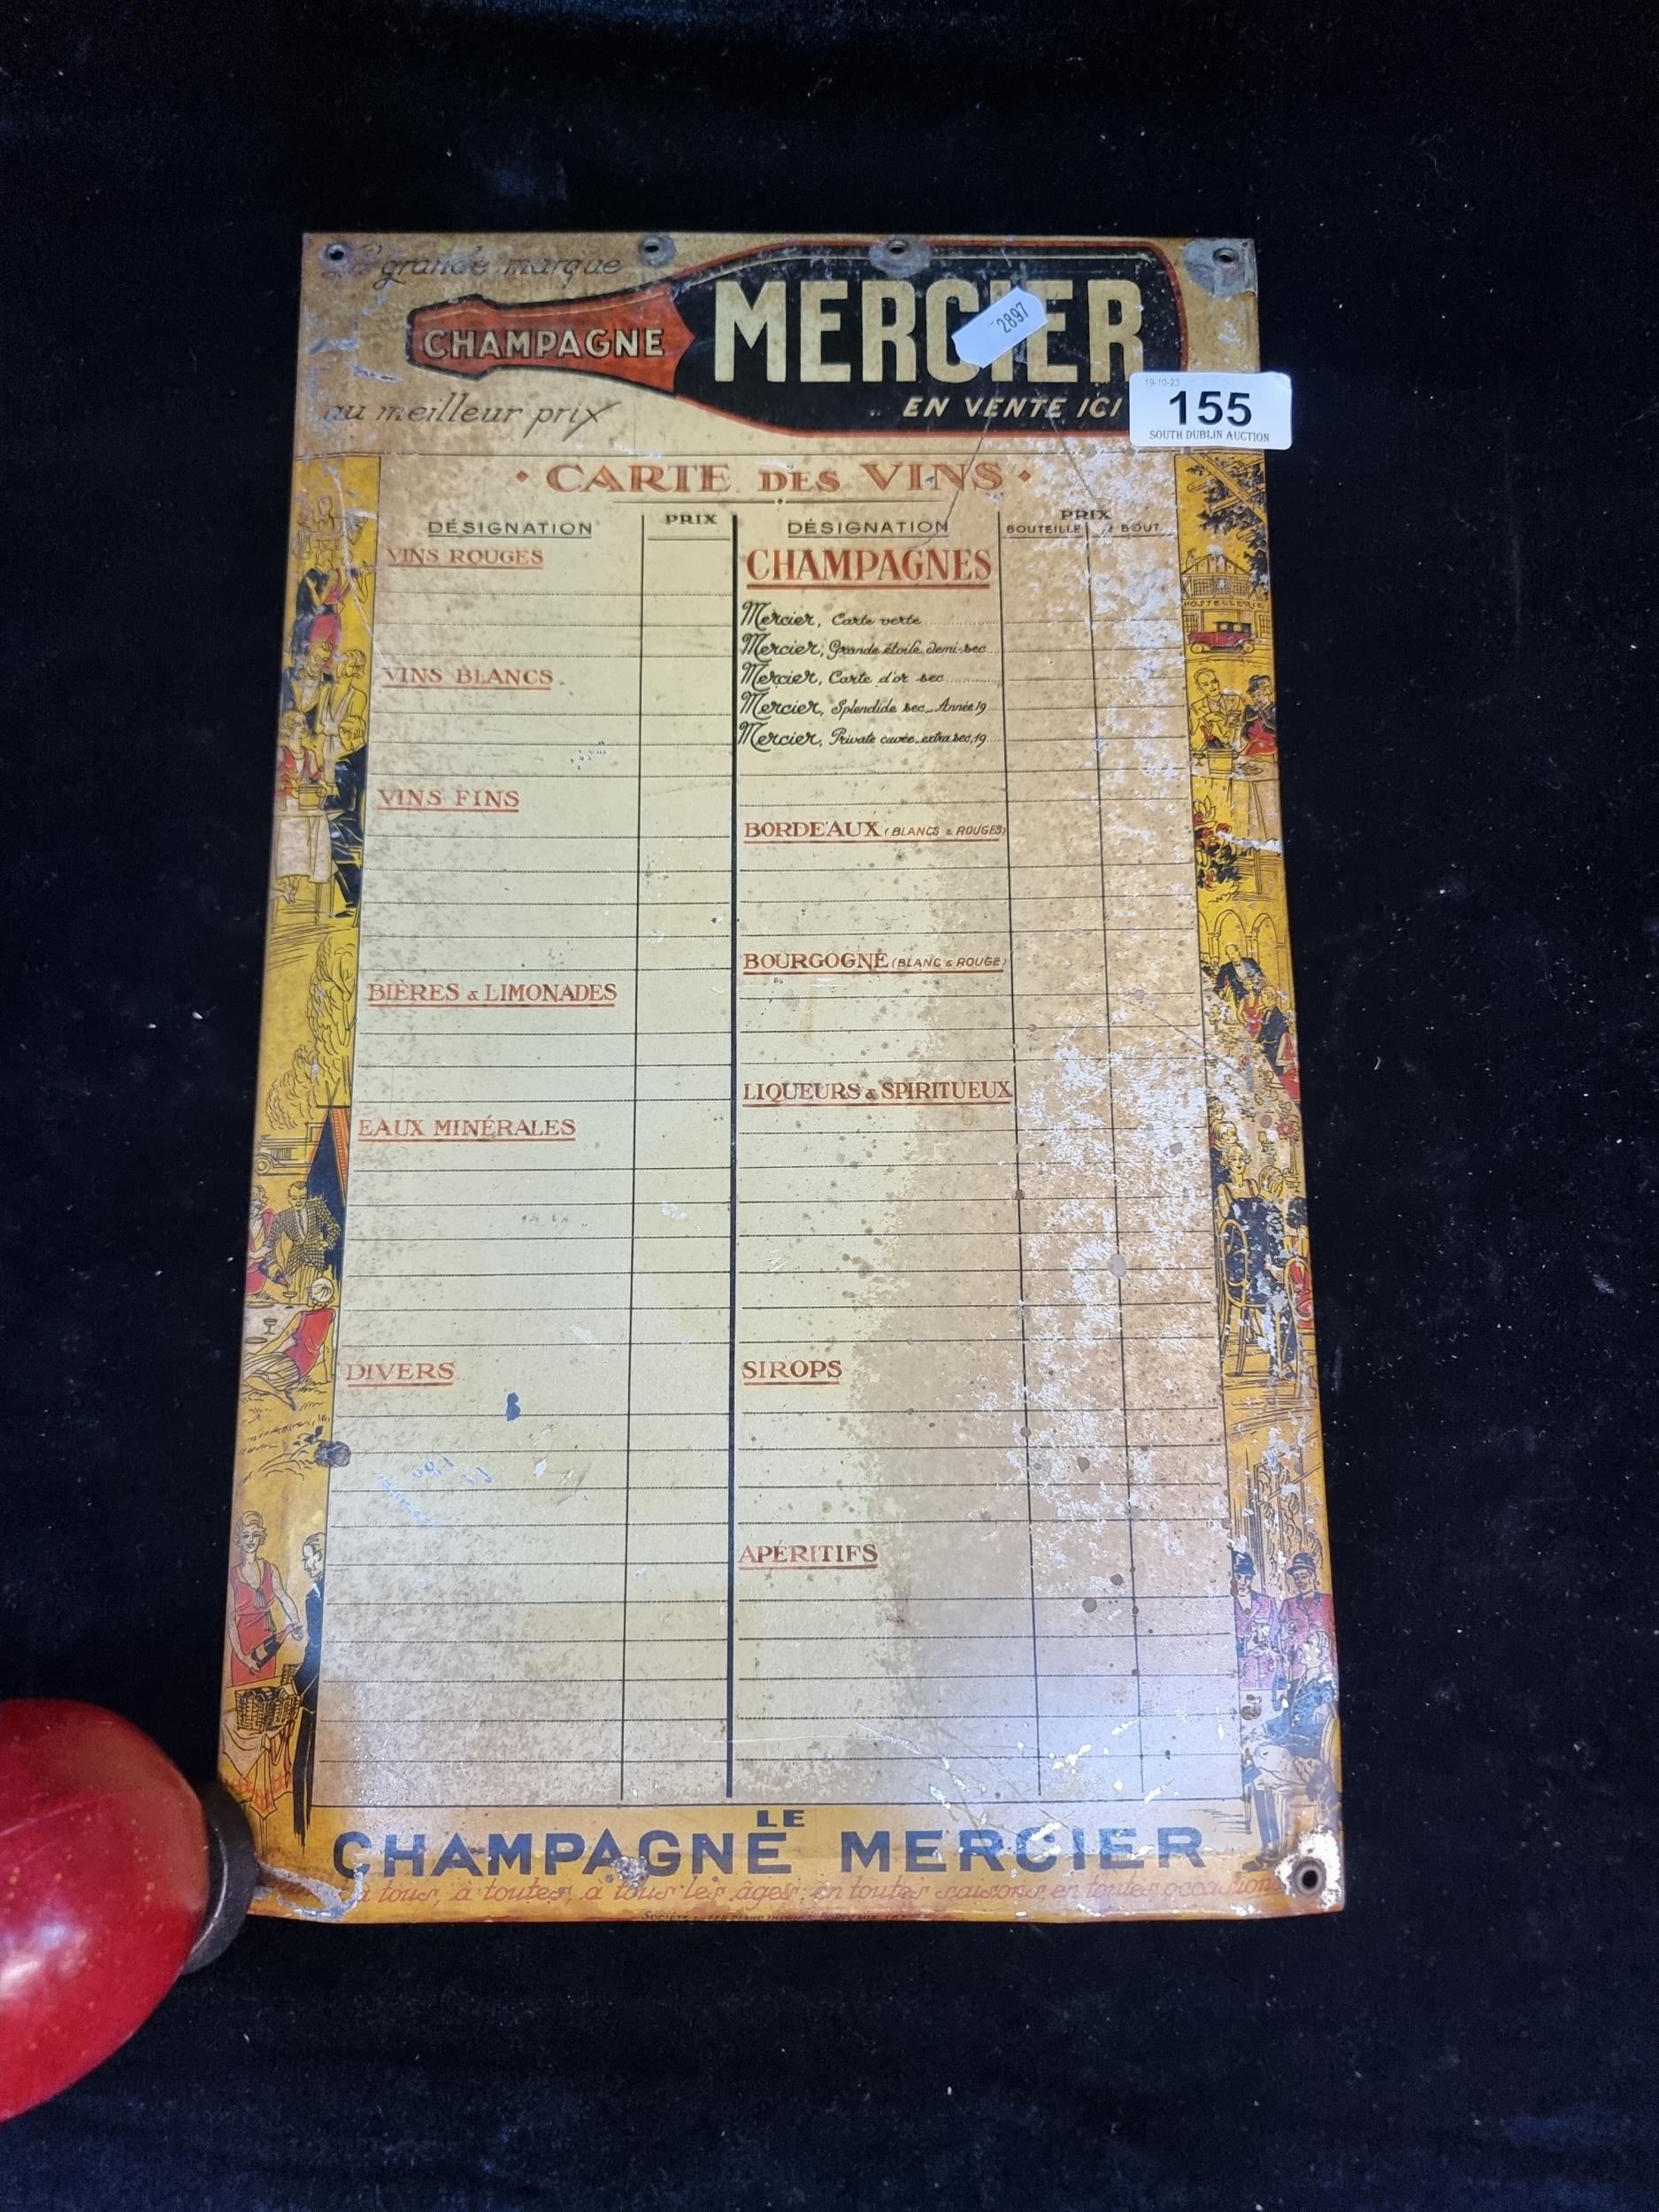 grande marque
CHAMPAGNE
MERCIER
2897
au meilleur prix
EN VENTE ICI
19-10-23
155
SOUTH DUBLIN AUCTION
• CARTE DES VINS •
DÉSIGNATION
PRIX
VINS ROUGES
VINS BLANCS
VINS FINS
BIÈRES & LIMONADES
EAUX MINÉRALES
DIVERS
DÉSIGNATION
PRIX
BOUTEILLE
BOUT.
CHAMPAGNES
Mercier, Carte verte
Mercier, Grande étoile demi-sec
Mercier, Carte d'or sec
Mercier, Splendide sec_Année 19
Mercier, Private cuvée_extra sec, 19
BORDEAUX (BLANCS & ROUGES)
BOURGOGNE (BLANC & ROUGE)
LIQUEURS & SPIRITUEUX
SIROPS
APÉRITIFS
HOSTELLERIE
LE
CHAMPAGNE MERCIER
à tous, à toutes, à tous les âges, en toutes saisons, en toutes occasions